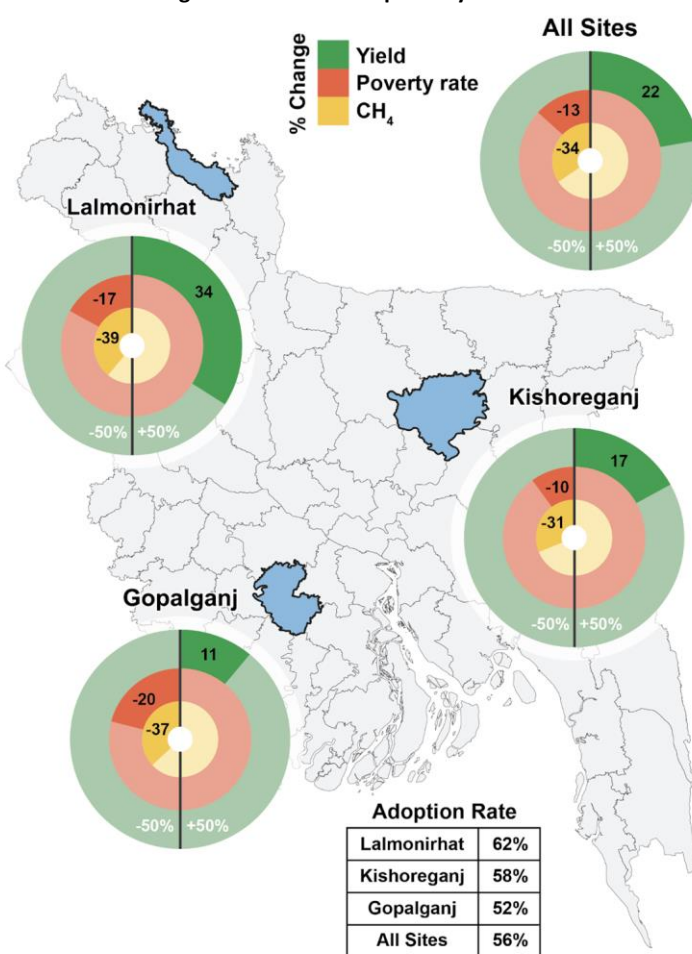 All Sites
% Change
Yield
Poverty rate
CH₄
22
-13
-34
-50% +50%
Lalmonirhat
34
-17
-39
-50% +50%
Kishoreganj
17
-10
-31
-50% +50%
Gopalganj
11
-20
-37
-50% +50%
Adoption Rate
Lalmonirhat 62%
Kishoreganj 58%
Gopalganj 52%
All Sites 56%